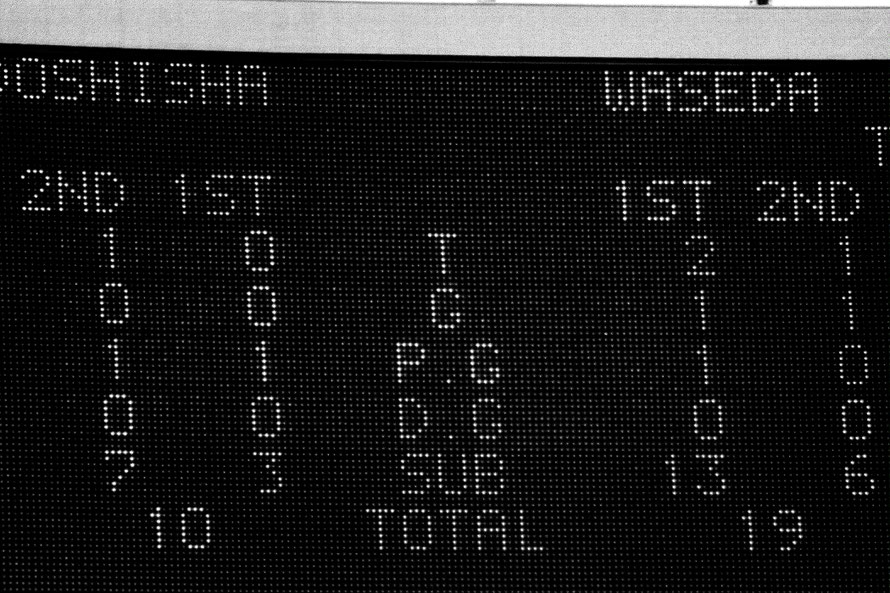 DOSHISHA WASEDA
T
2ND 1ST 1ST 2ND
1 0 T 2 1
0 0 G 1 1
1 1 P.G 1 0
0 0 D.G 0 0
7 3 SUB 13 6
10 TOTAL 19